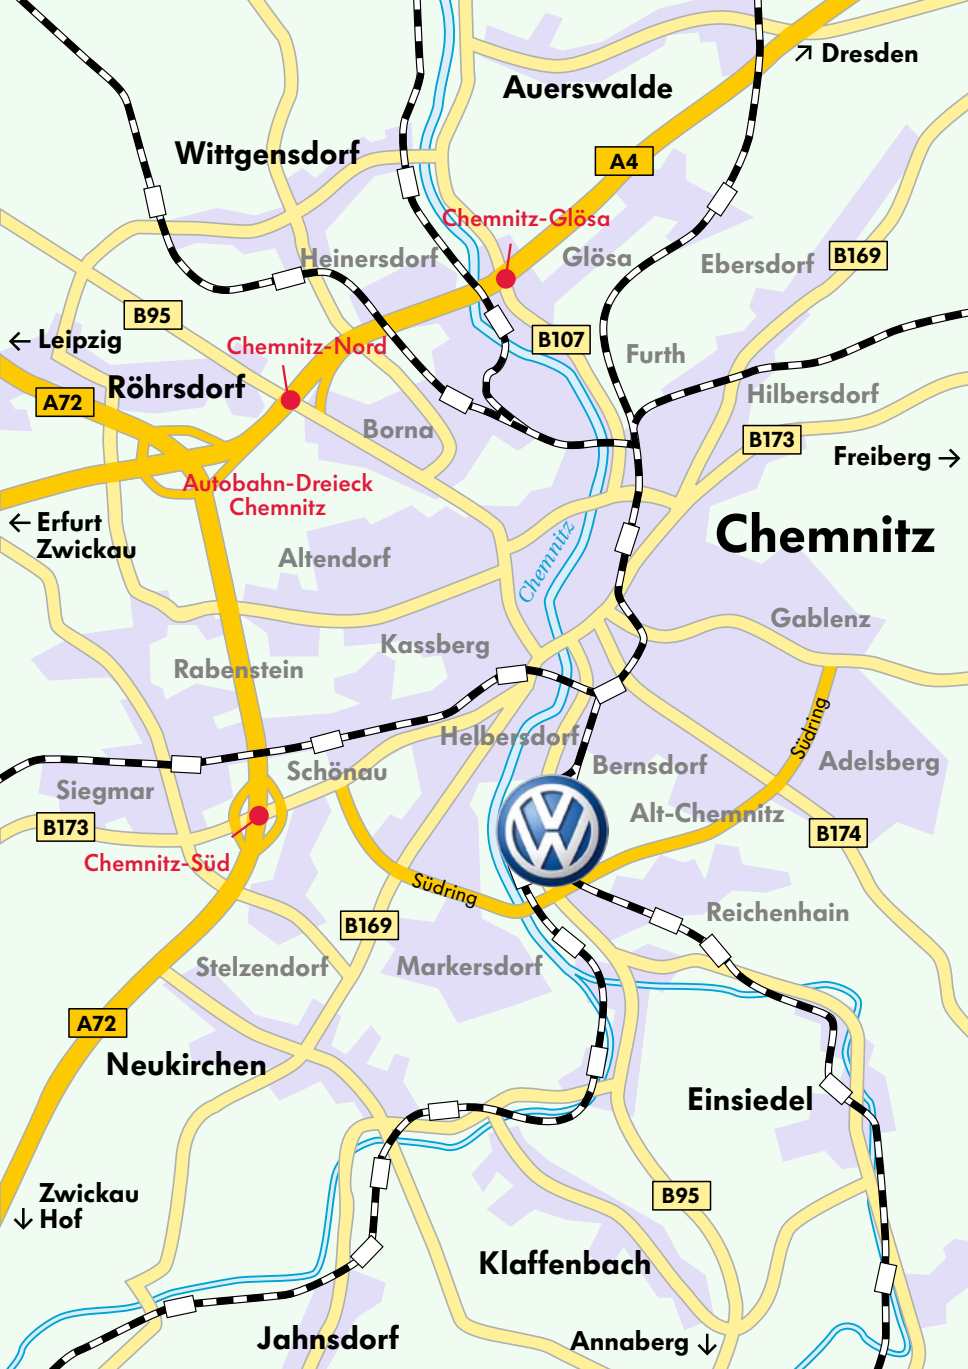 Dresden
Auerswalde
Wittgensdorf
A4
Chemnitz-Glösa
Heinersdorf
Glösa
Ebersdorf
B169
B95
Leipzig
Chemnitz-Nord
B107
Furth
Röhrsdorf
A72
Hilbersdorf
Borna
B173
Freiberg
Autobahn-Dreieck
Chemnitz
Erfurt
Zwickau
Chemnitz
Chemnitz
Altendorf
Gablenz
Kassberg
Rabenstein
Südring
Helbersdorf
Bernsdorf
Adelsberg
Schönau
Siegmar
Alt-Chemnitz
B173
B174
VW
Chemnitz-Süd
Südring
B169
Reichenhain
Stelzendorf
Markersdorf
A72
Neukirchen
Einsiedel
Zwickau
Hof
B95
Klaffenbach
Jahnsdorf
Annaberg